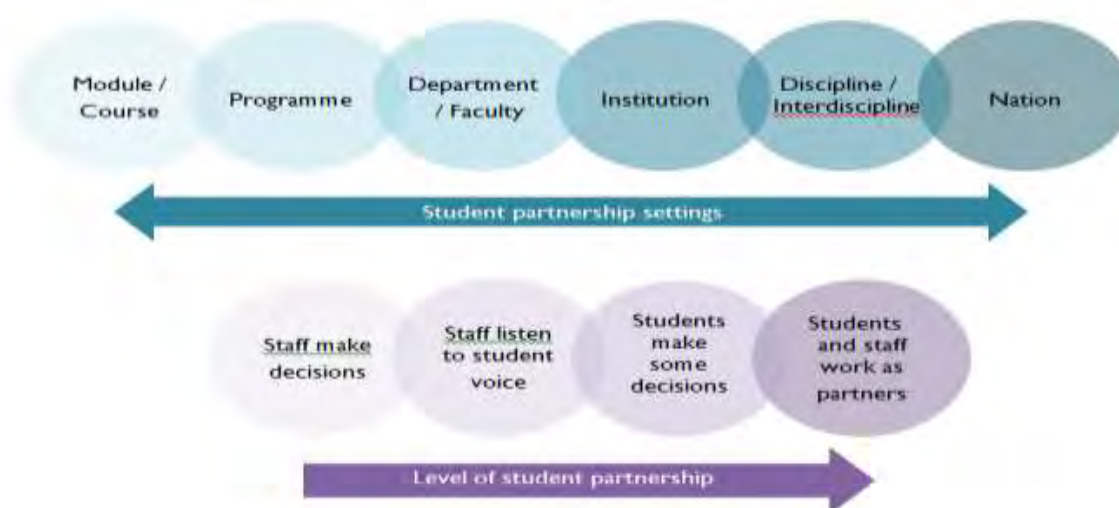 Module /
Course
Programme
Department
/ Faculty
Institution
Discipline /
Interdiscipline
Nation
Student partnership settings
Staff make
decisions
Staff listen
to student
voice
Students
make
some
decisions
Students
and staff
work as
partners
Level of student partnership